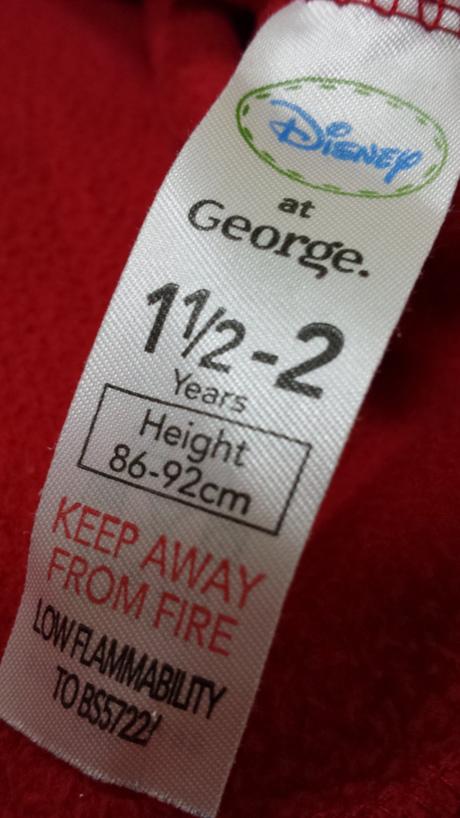 Disney
at
George.
1½-2
Years
Height
86-92cm
KEEP AWAY
FROM FIRE
LOW FLAMMABILITY
TO BS5722